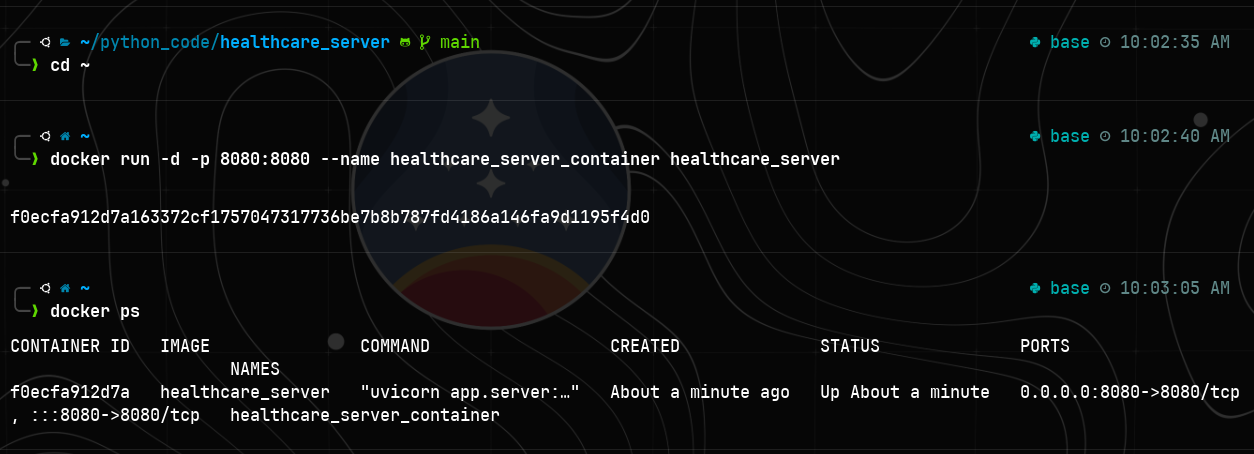 ~/python_code/healthcare_server main base 10:02:35 AM
❯ cd ~
~ base 10:02:40 AM
❯ docker run -d -p 8080:8080 --name healthcare_server_container healthcare_server
f0ecfa912d7a163372cf1757047317736be7b8b787fd4186a146fa9d1195f4d0
~ base 10:03:05 AM
❯ docker ps
CONTAINER ID   IMAGE               COMMAND                  CREATED              STATUS              PORTS
                      NAMES
f0ecfa912d7a   healthcare_server   "uvicorn app.server:…"   About a minute ago   Up About a minute   0.0.0.0:8080->8080/tcp
, :::8080->8080/tcp   healthcare_server_container